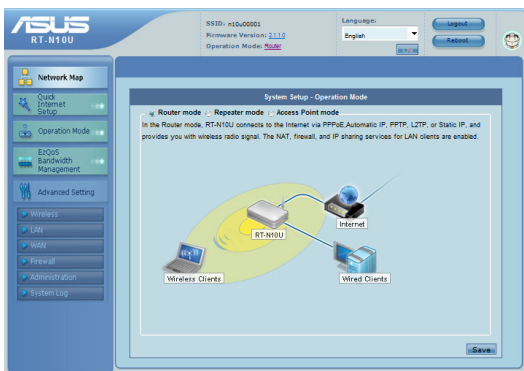 ASUS
RT-N10U
SSID: n10u00001
Firmware Version: 2.1.1.0
Operation Mode: Router
Language:
English
Logout
Reboot
Network Map
Quick
Internet
Setup
Operation Mode
EzQoS
Bandwidth
Management
Advanced Setting
Wireless
LAN
WAN
Firewall
Administration
System Log
System Setup - Operation Mode
Router mode Repeater mode Access Point mode
In the Router mode, RT-N10U connects to the Internet via PPPoE,Automatic IP, PPTP, L2TP, or Static IP, and
provides you with wireless radio signal. The NAT, firewall, and IP sharing services for LAN clients are enabled.
Internet
RT-N10U
Wireless Clients
Wired Clients
Save